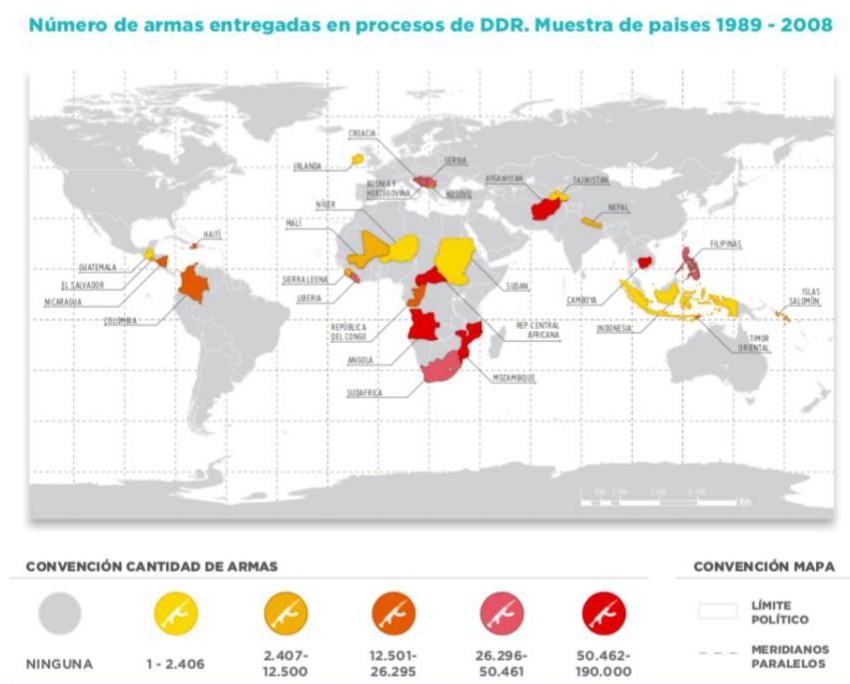 Número de armas entregadas en procesos de DDR. Muestra de paises 1989 - 2008
CROACIA
SERBIA
IRLANDA
BOSNIA Y
HERZEGOVINA
AFGANISTAN
TAJIKISTAN
NÍGER
NEPAL
MALÍ
HAITÍ
FILIPINAS
GUATEMALA
SIERRA LEONA
SUDAN
EL SALVADOR
ISLAS
SALOMÓN
NICARAGUA
LIBERIA
CAMBOYA
COLOMBIA
REPÚBLICA
DEL CONGO
REP CENTRAL
AFRICANA
INDONESIA
TIMOR
ORIENTAL
ANGOLA
MOZAMBIQUE
SUDAFRICA
Km
CONVENCIÓN CANTIDAD DE ARMAS
NINGUNA
1 - 2.406
2.407-
12.500
12.501-
26.295
26.296-
50.461
50.462-
190.000
CONVENCIÓN MAPA
LÍMITE
POLÍTICO
MERIDIANOS
PARALELOS